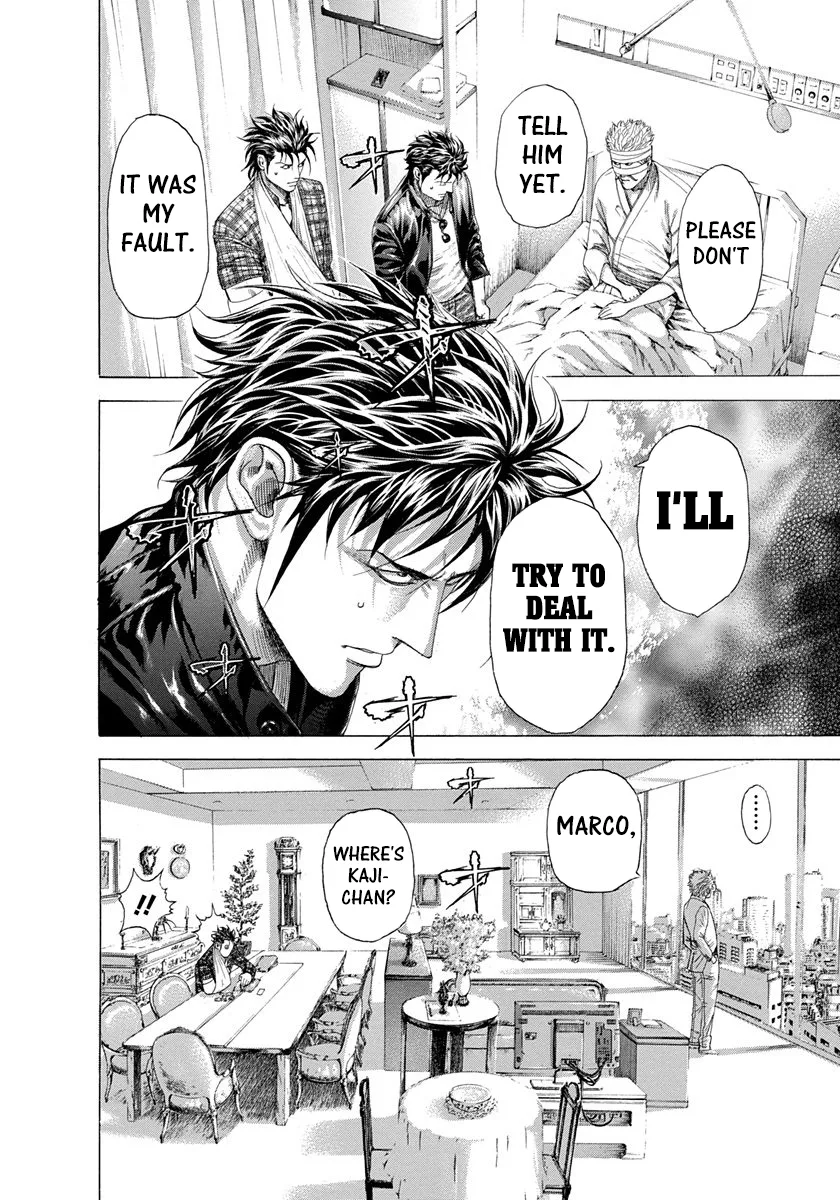 PLEASE
DON'T
TELL
HIM
YET.
IT WAS
MY
FAULT.
I'LL
TRY TO
DEAL
WITH IT.
……
MARCO,
WHERE'S
KAJI-
CHAN?
!!